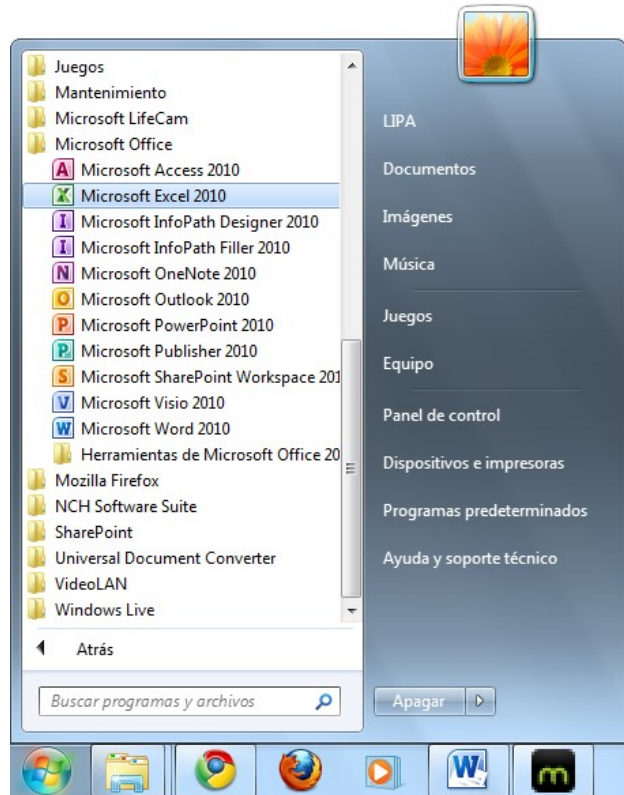 Juegos
Mantenimiento
Microsoft LifeCam
Microsoft Office
Microsoft Access 2010
Microsoft Excel 2010
Microsoft InfoPath Designer 2010
Microsoft InfoPath Filler 2010
Microsoft OneNote 2010
Microsoft Outlook 2010
Microsoft PowerPoint 2010
Microsoft Publisher 2010
Microsoft SharePoint Workspace 201
Microsoft Visio 2010
Microsoft Word 2010
Herramientas de Microsoft Office 20
Mozilla Firefox
NCH Software Suite
SharePoint
Universal Document Converter
VideoLAN
Windows Live
Atrás
Buscar programas y archivos
LIPA
Documentos
Imágenes
Música
Juegos
Equipo
Panel de control
Dispositivos e impresoras
Programas predeterminados
Ayuda y soporte técnico
Apagar